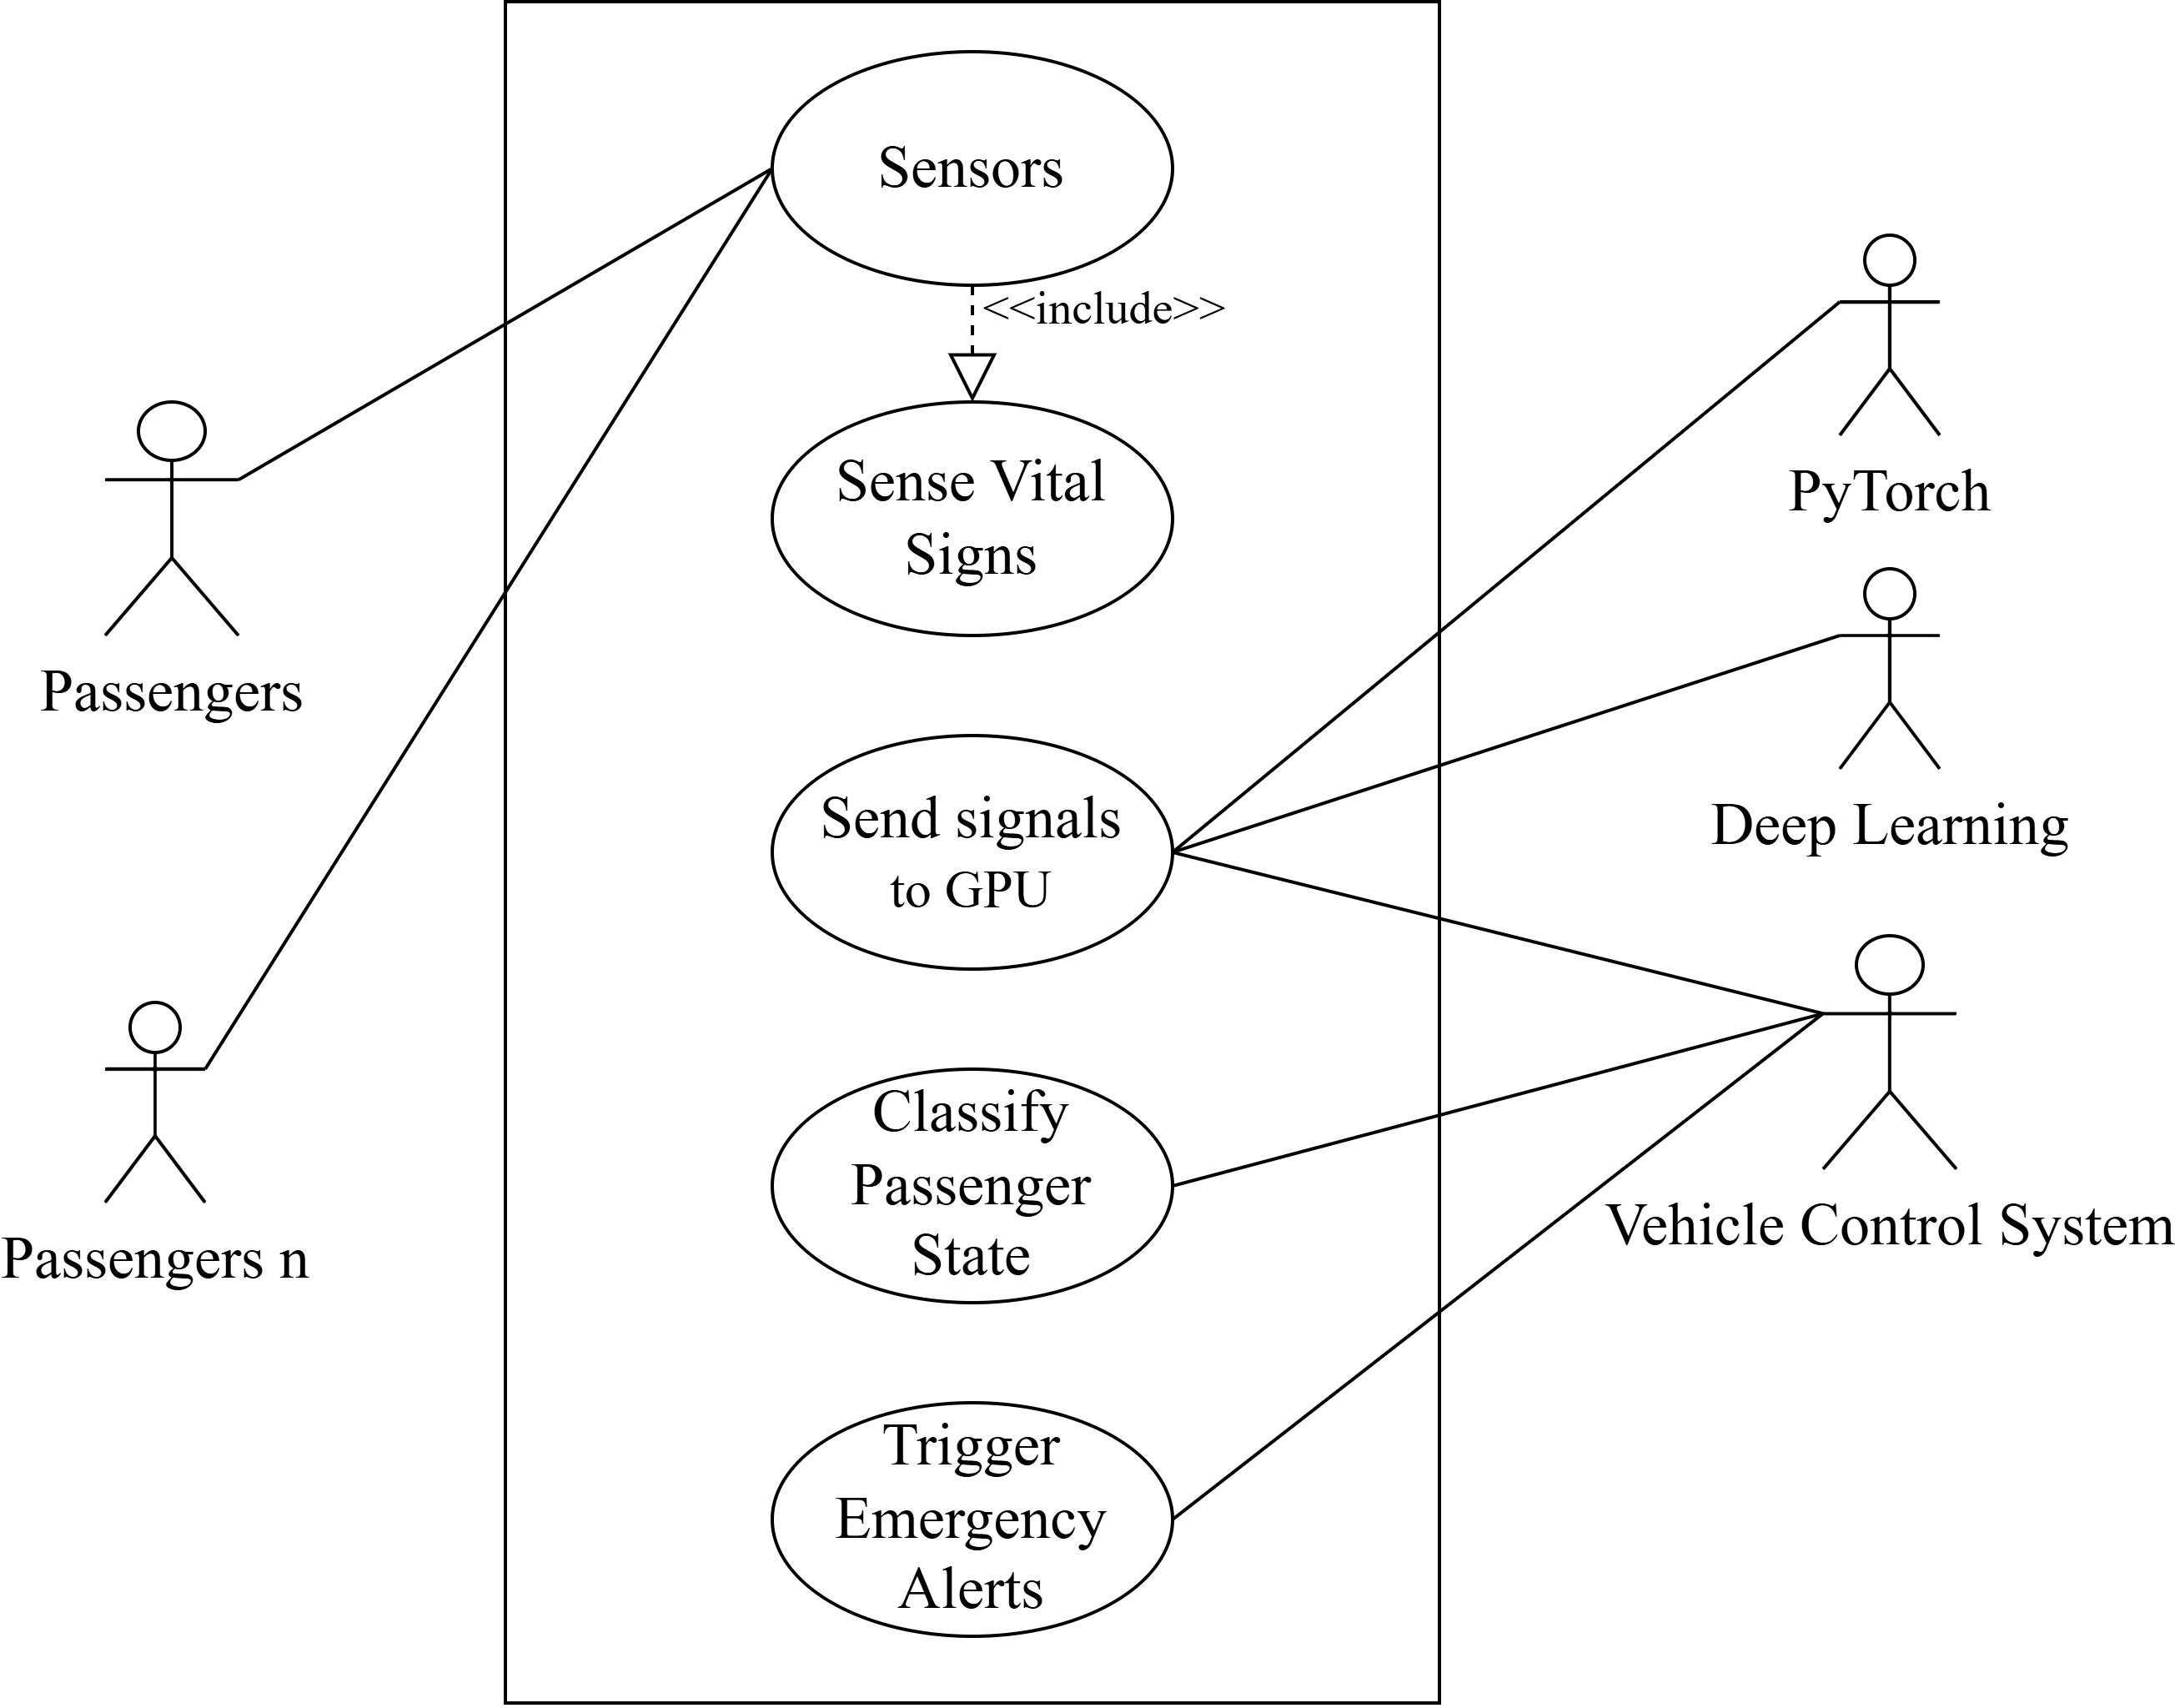 Sensors
<<include>>
Sense Vital
Signs
Send signals
to GPU
Classify
Passenger
State
Trigger
Emergency
Alerts
Passengers
Passengers n
PyTorch
Deep Learning
Vehicle Control System